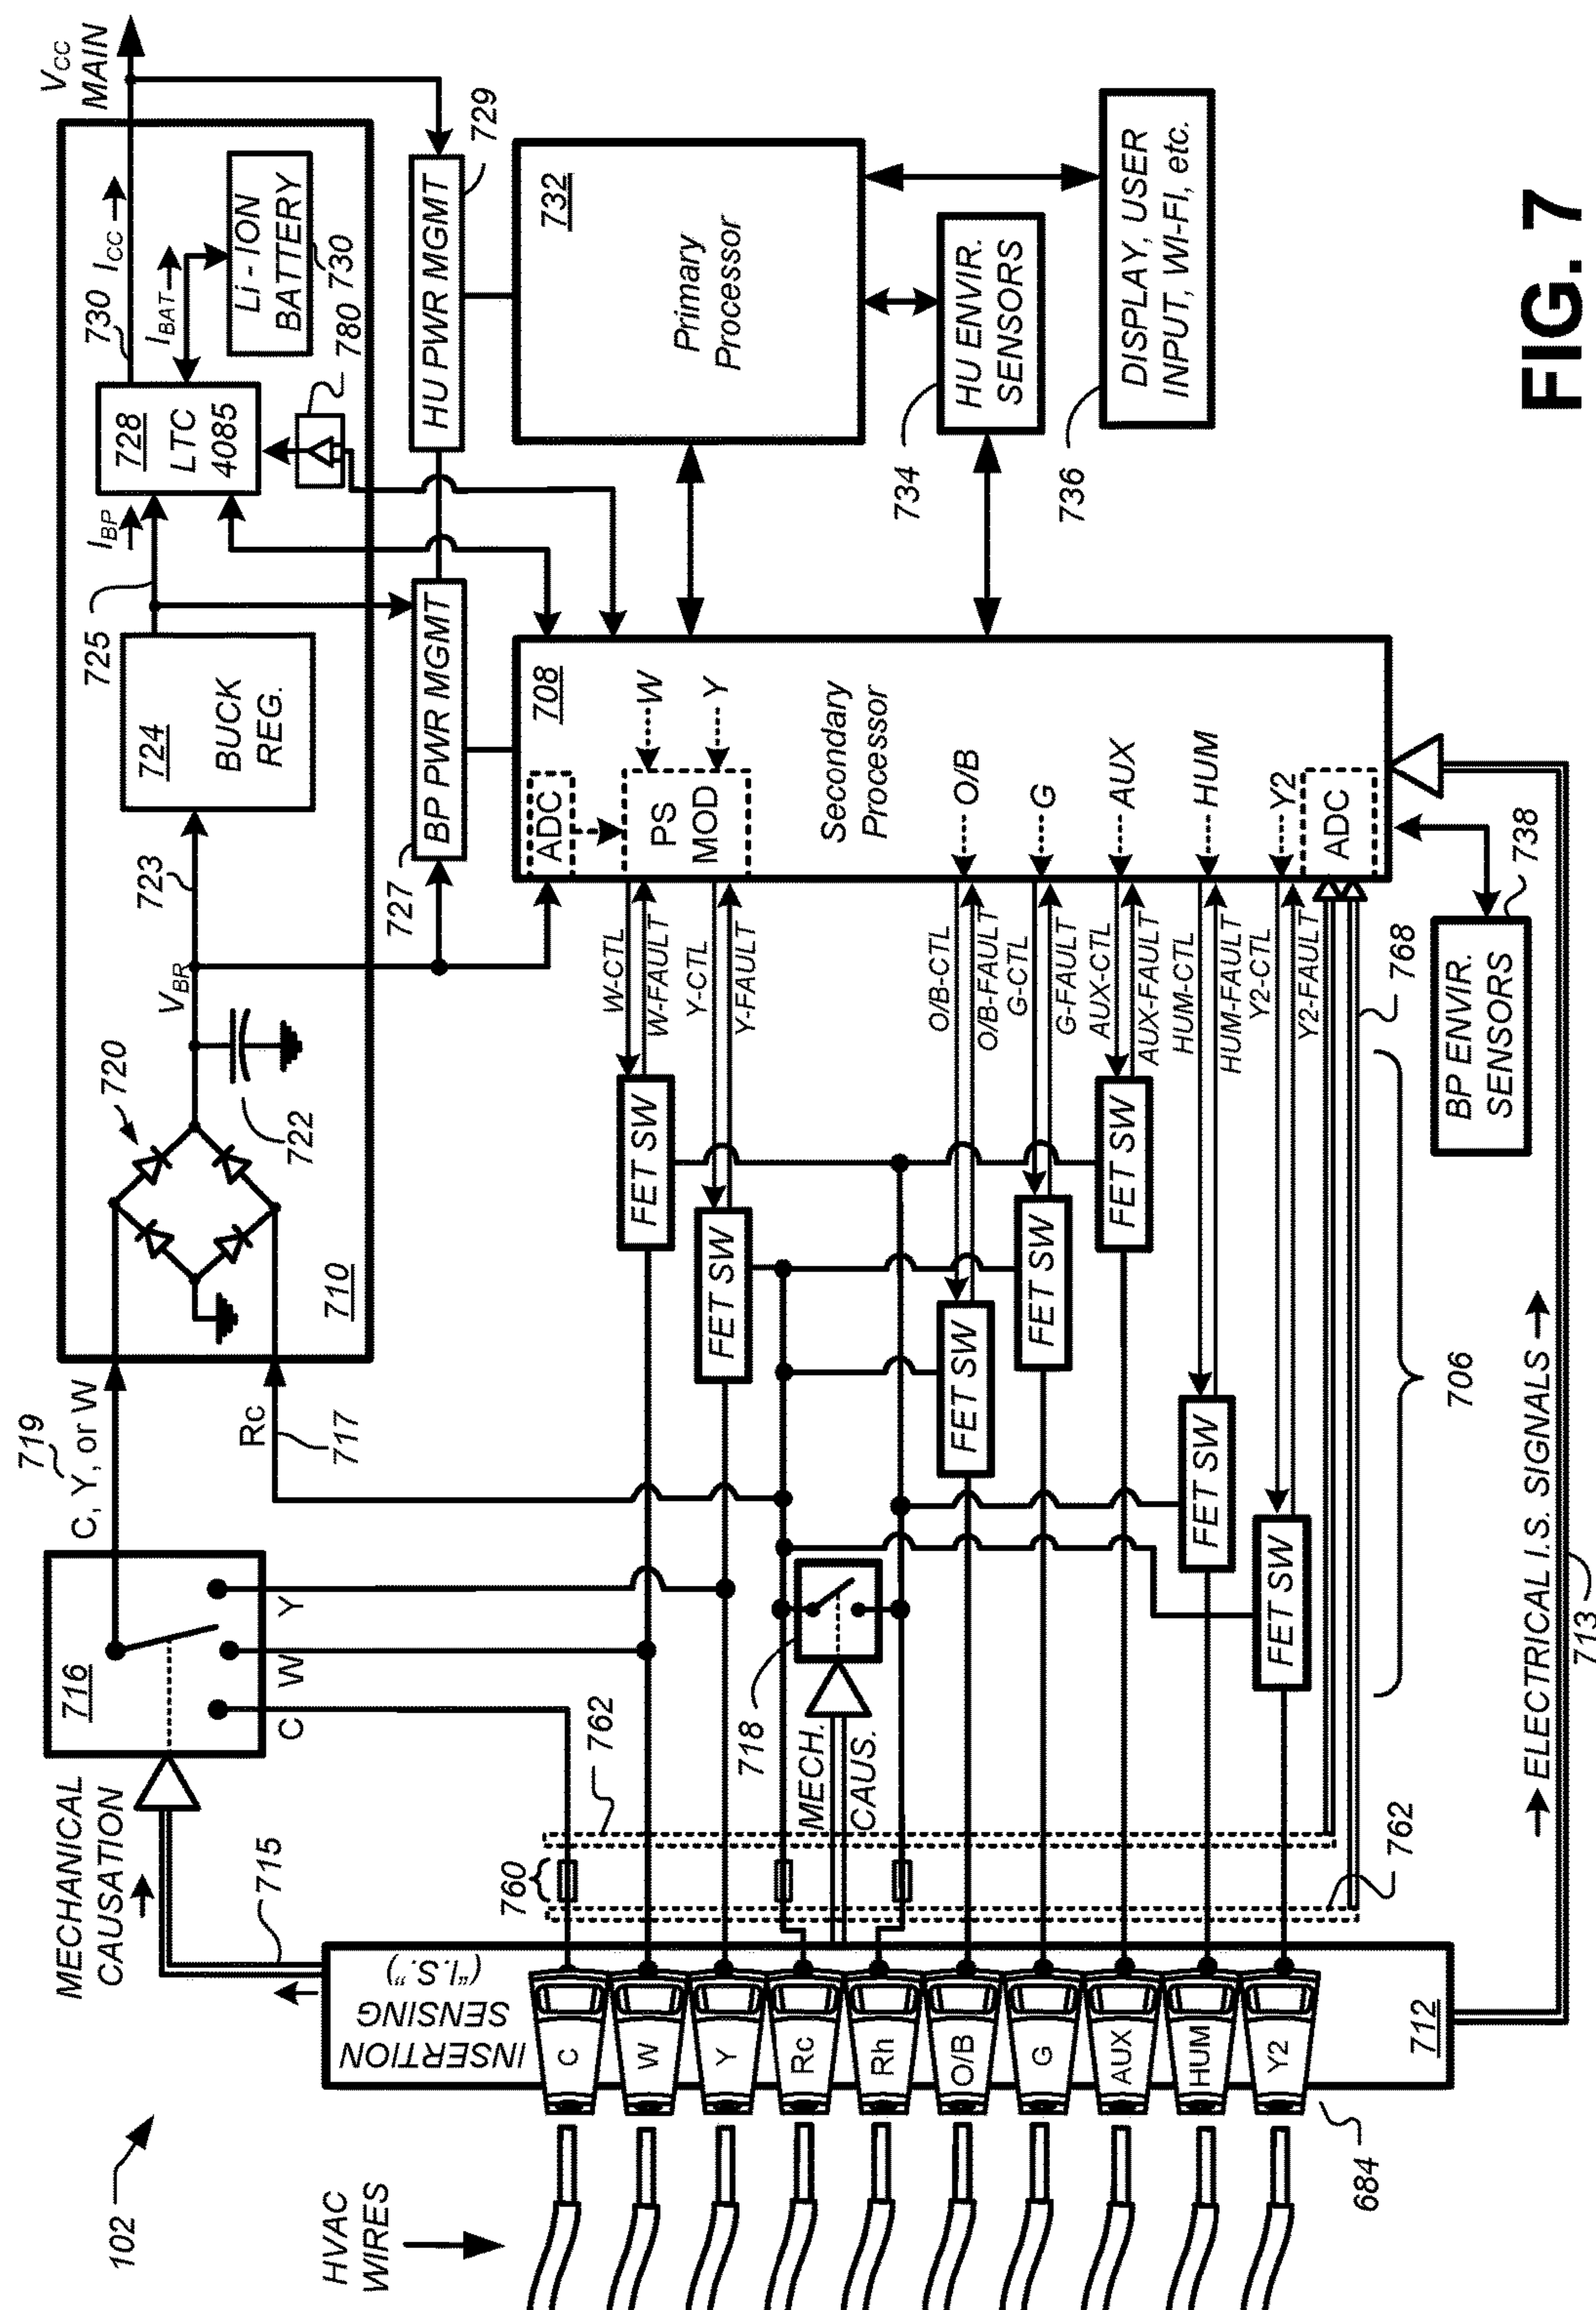 102
HVAC
WIRES
684
C
W
Y
Rc
Rh
O/B
G
AUX
HUM
Y2
INSERTION
SENSING
("I.S.")
712
MECHANICAL
CAUSATION
715
716
C
W
Y
719
C, Y, or W
Rc
717
760
762
762
718
MECH.
CAUS.
710
720
722
VBR
723
724
BUCK
REG.
725
IBP
728
LTC
4085
730
ICC
IBAT
Li - ION
BATTERY
730
780
VCC
MAIN
727
BP PWR MGMT
HU PWR MGMT
729
FET SW
FET SW
FET SW
FET SW
FET SW
FET SW
FET SW
W-CTL
W-FAULT
Y-CTL
Y-FAULT
O/B-CTL
O/B-FAULT
G-CTL
G-FAULT
AUX-CTL
AUX-FAULT
HUM-CTL
HUM-FAULT
Y2-CTL
Y2-FAULT
768
706
ADC
PS
MOD
708
W
Y
Secondary
Processor
O/B
G
AUX
HUM
Y2
ADC
732
Primary
Processor
734
HU ENVIR.
SENSORS
736
DISPLAY, USER
INPUT, WI-FI, etc.
738
BP ENVIR.
SENSORS
ELECTRICAL I.S. SIGNALS
713
FIG. 7